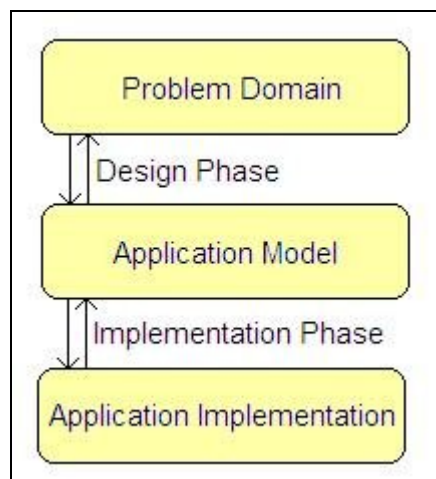 Problem Domain
Design Phase
Application Model
Implementation Phase
Application Implementation